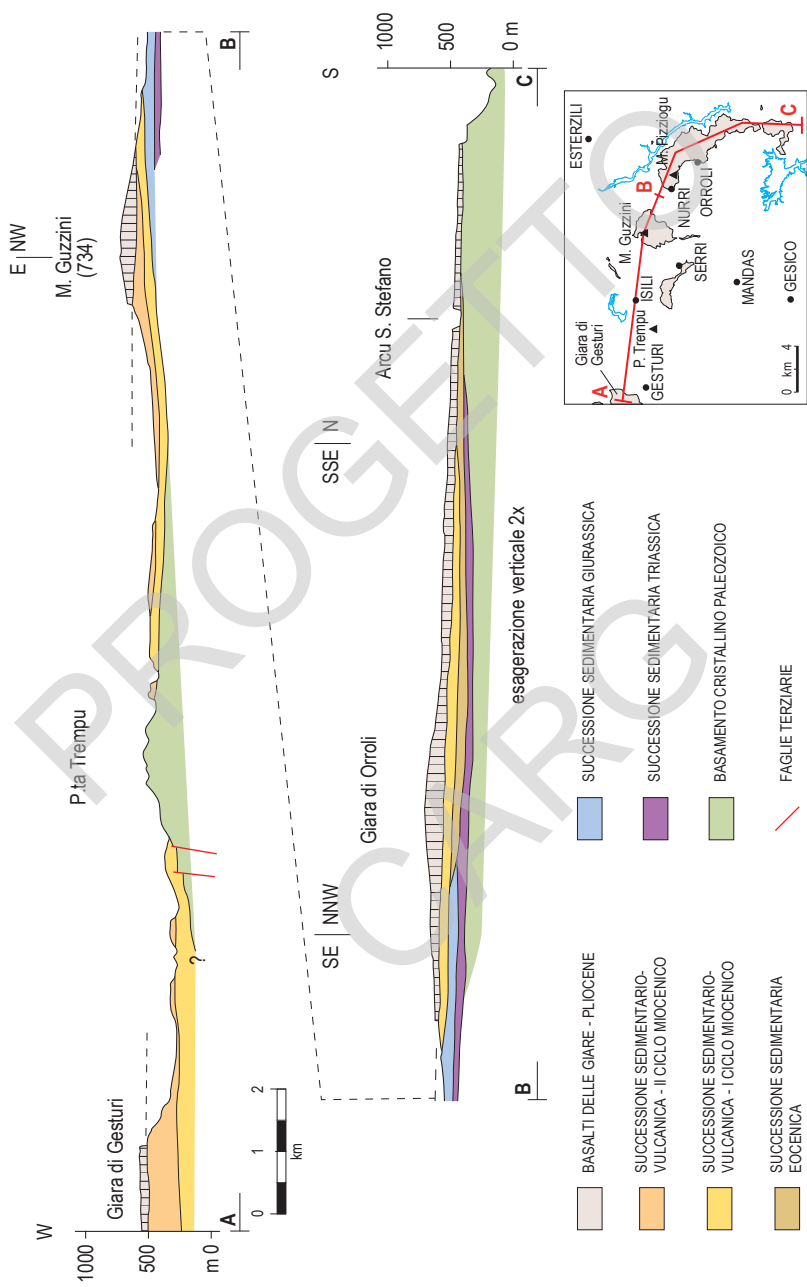 W
E
NW
1000
500
m 0
Giara di Gesturi
P.ta Trempu
M. Guzzini
(734)
?
A
B
0
1
2
km
SE
NNW
SSE
N
S
Giara di Orroli
Arcu S. Stefano
1000
500
0 m
B
C
esagerazione verticale 2x
BASALTI DELLE GIARE - PLIOCENE
SUCCESSIONE SEDIMENTARIO-
VULCANICA - II CICLO MIOCENICO
SUCCESSIONE SEDIMENTARIO-
VULCANICA - I CICLO MIOCENICO
SUCCESSIONE SEDIMENTARIA
EOCENICA
SUCCESSIONE SEDIMENTARIA GIURASSICA
SUCCESSIONE SEDIMENTARIA TRIASSICA
BASAMENTO CRISTALLINO PALEOZOICO
FAGLIE TERZIARIE
A
Giara di
Gesturi
P. Trempu
GESTURI
ISILI
M. Guzzini
SERRI
B
NURRI
M. Pizziogu
ORROLI
ESTERZILI
MANDAS
GESICO
C
0 km 4
PROGETTO
CARG